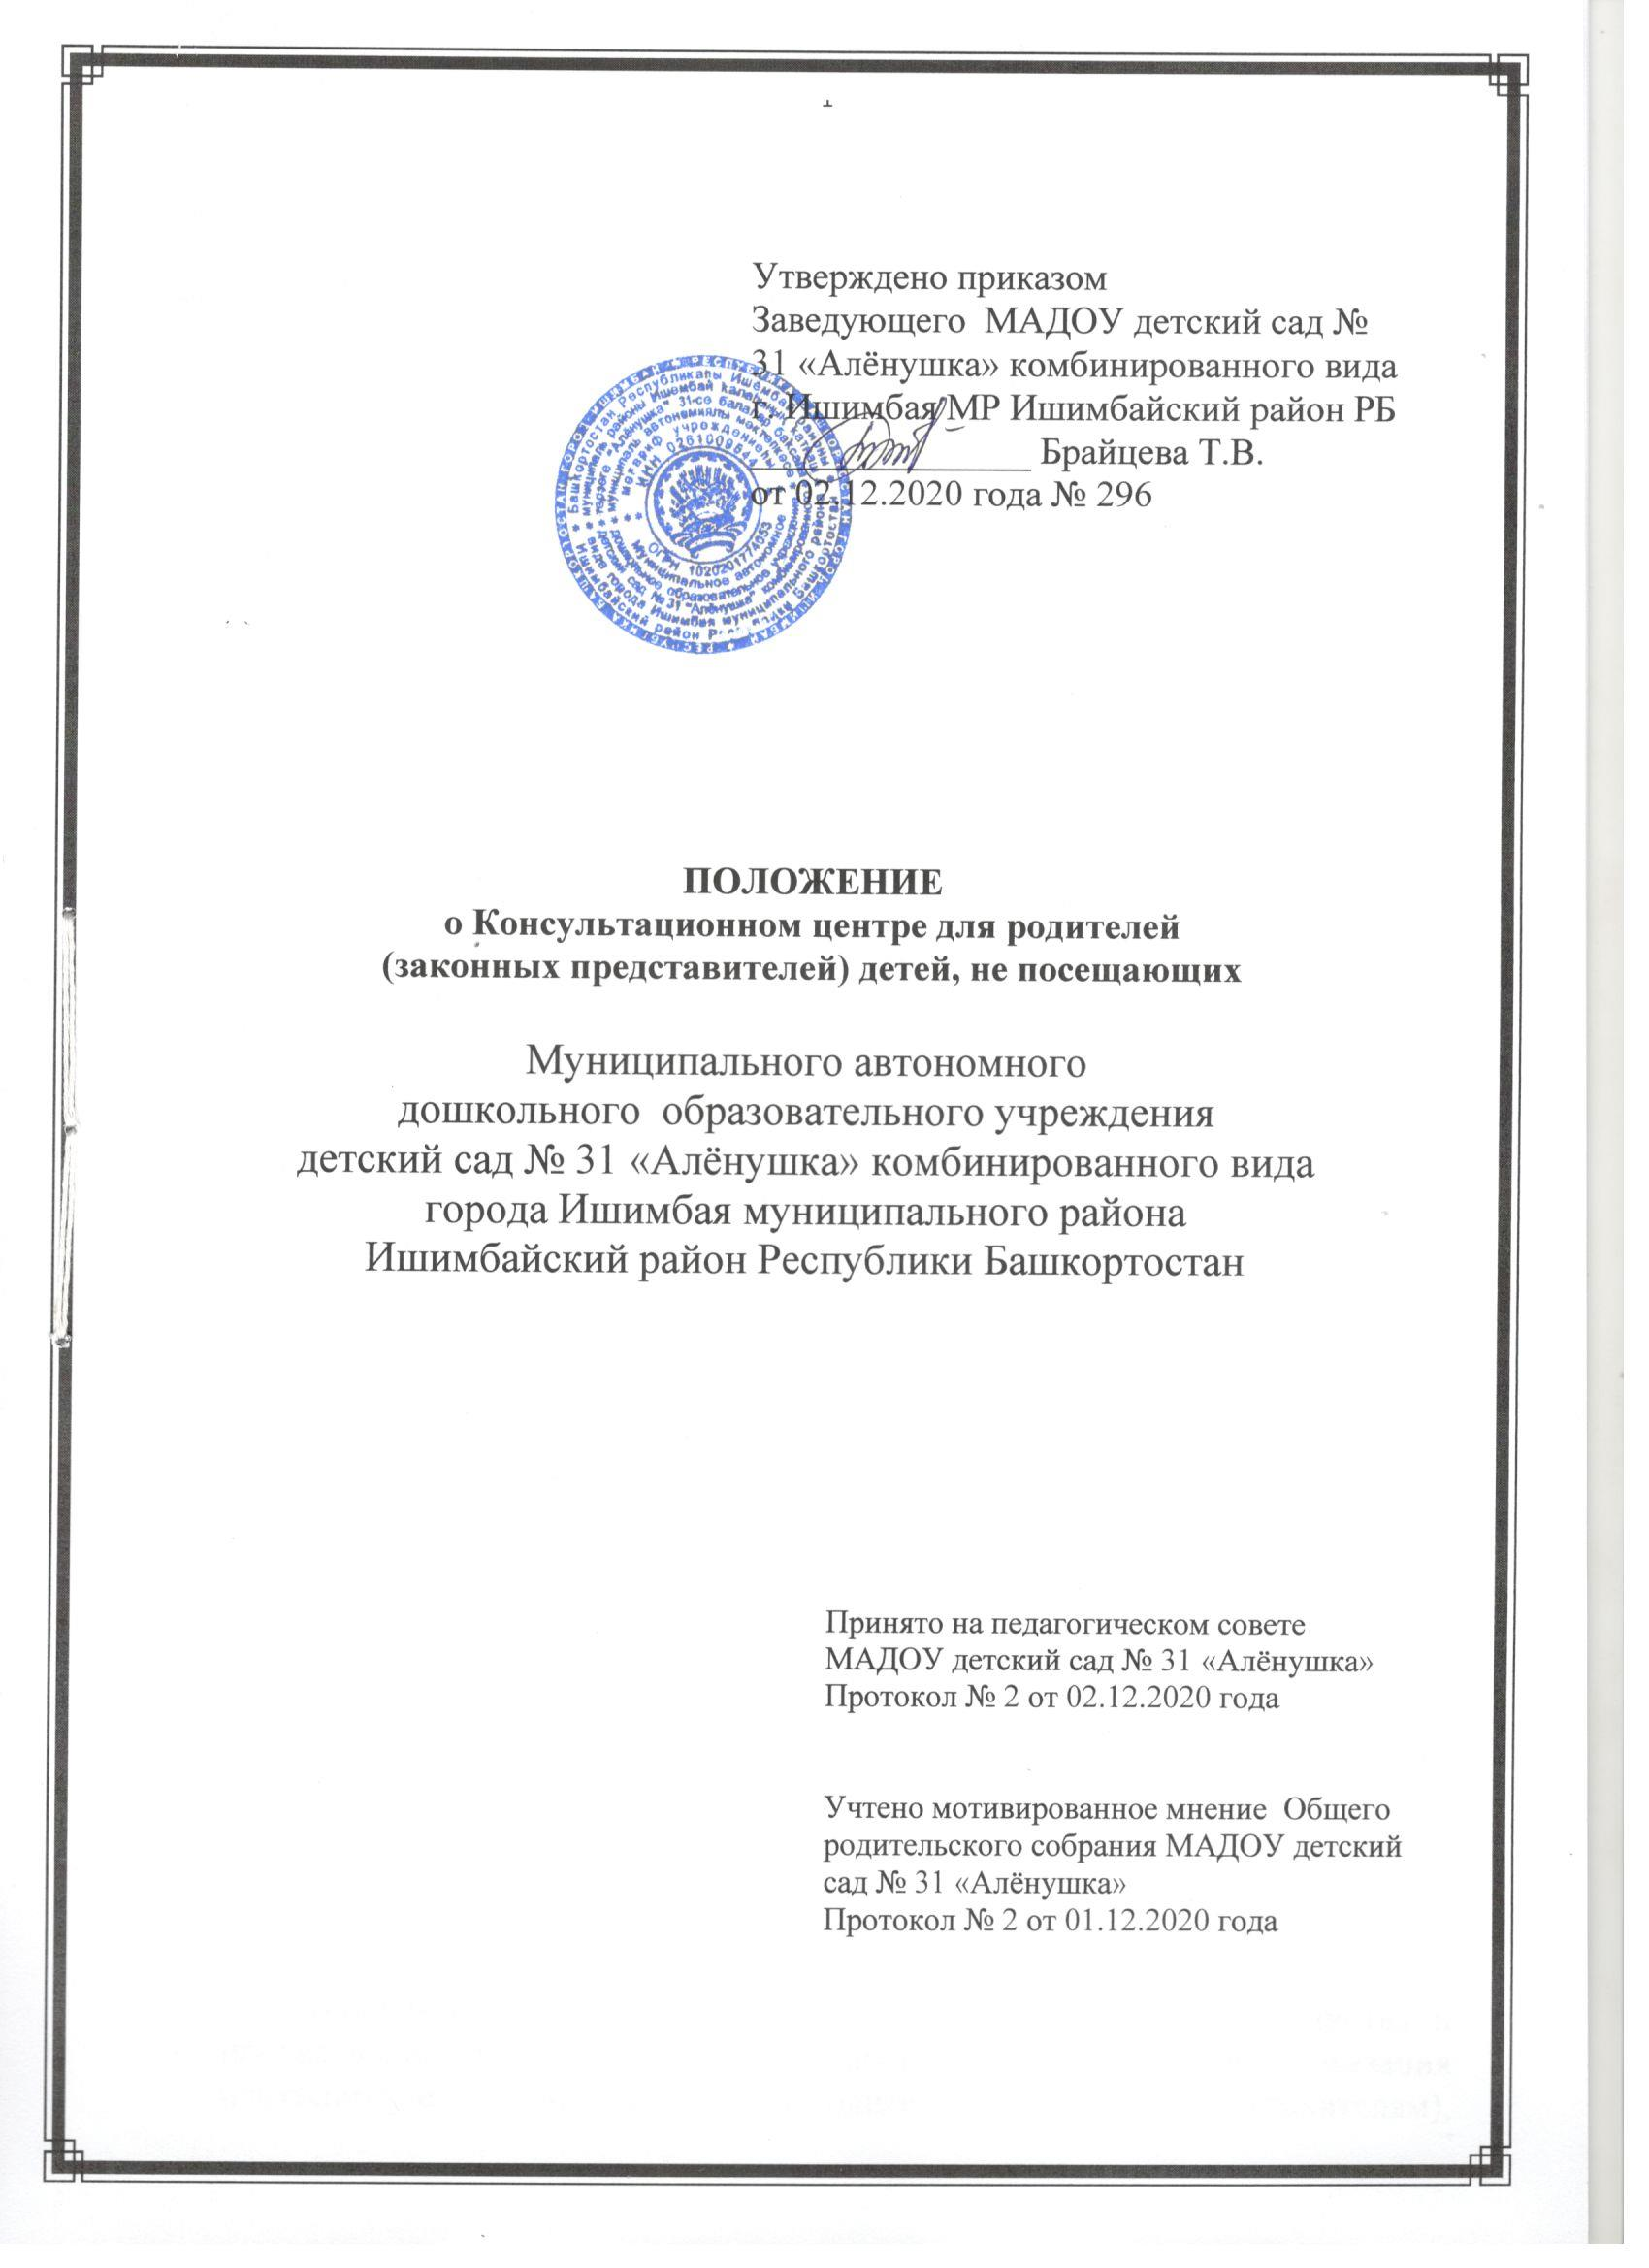 Утверждено приказом
Заведующего МАДОУ детский сад №
31 «Алёнушка» комбинированного вида
г. Ишимбая МР Ишимбайский район РБ
_______________ Брайцева Т.В.
от 02.12.2020 года № 296
ИНН 0261009844
ОГРН 1020201774053
ПОЛОЖЕНИЕ
о Консультационном центре для родителей
(законных представителей) детей, не посещающих
Муниципального автономного
дошкольного образовательного учреждения
детский сад № 31 «Алёнушка» комбинированного вида
города Ишимбая муниципального района
Ишимбайский район Республики Башкортостан
Принято на педагогическом совете
МАДОУ детский сад № 31 «Алёнушка»
Протокол № 2 от 02.12.2020 года
Учтено мотивированное мнение Общего
родительского собрания МАДОУ детский
сад № 31 «Алёнушка»
Протокол № 2 от 01.12.2020 года